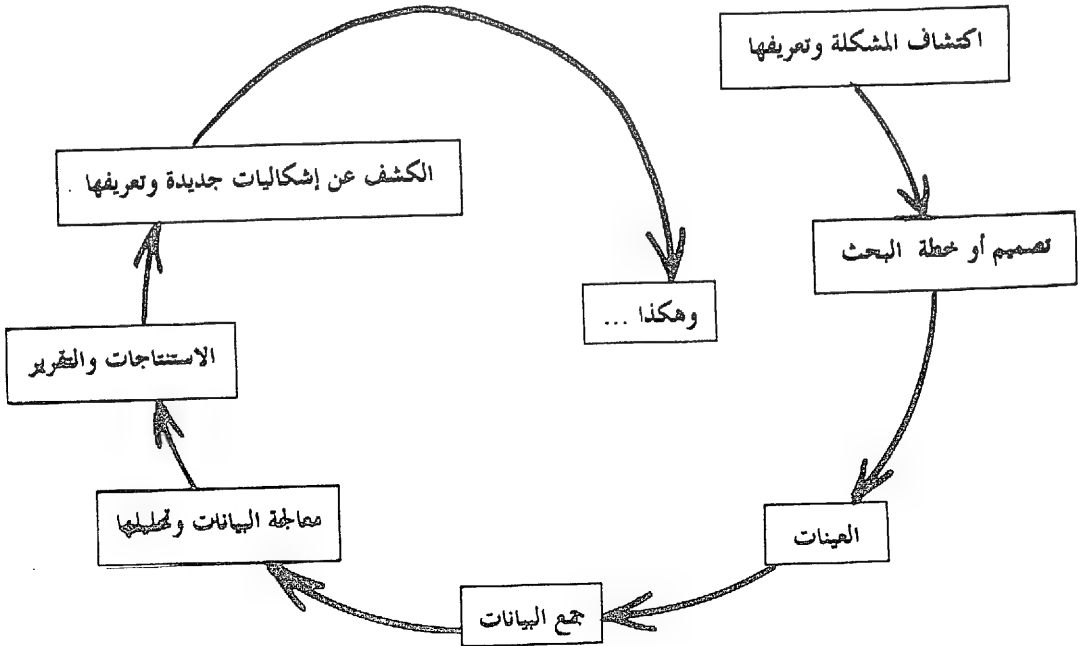 اكتشاف المشكلة وتعريفها
تصميم أو خطة البحث
العينات
جمع البيانات
معالجة البيانات وتحليلها
الاستنتاجات والتقرير
الكشف عن إشكاليات جديدة وتعريفها
وهكذا ...